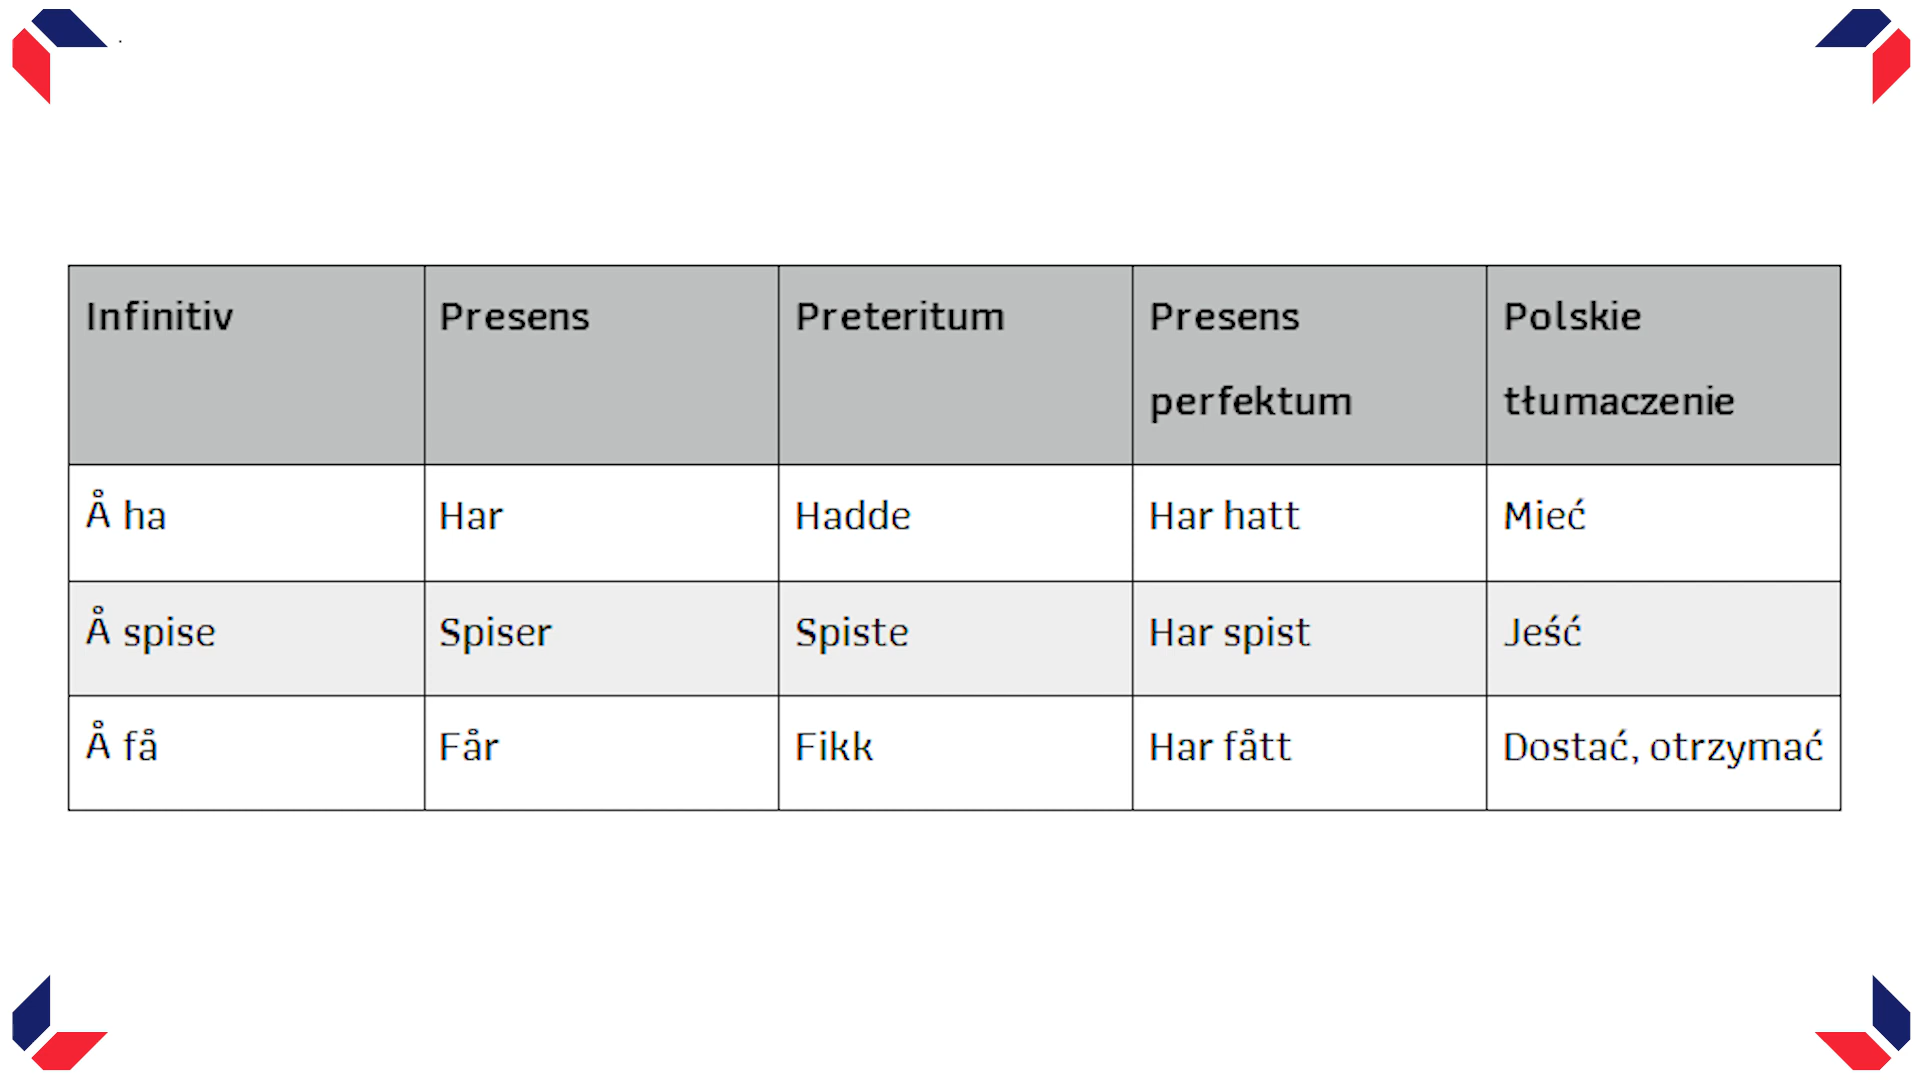 Infinitiv Presens Preteritum Presens perfektum Polskie tłumaczenie
Å ha Har Hadde Har hatt Mieć
Å spise Spiser Spiste Har spist Jeść
Å få Får Fikk Har fått Dostać, otrzymać